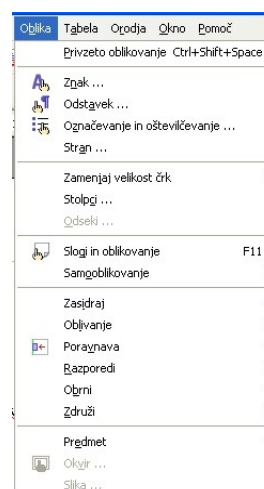 Oblika Tabela Orodja Okno Pomoč
Privzeto oblikovanje Ctrl+Shift+Space
Znak ...
Odstavek ...
Označevanje in oštevilčevanje ...
Stran ...
Zamenjaj velikost črk
Stolpci ...
Odseki ...
Slogi in oblikovanje F11
Samooblikovanje
Zasidraj
Oblivanje
Poravnava
Razporedi
Obrni
Združi
Predmet
Okvir ...
Slika ...